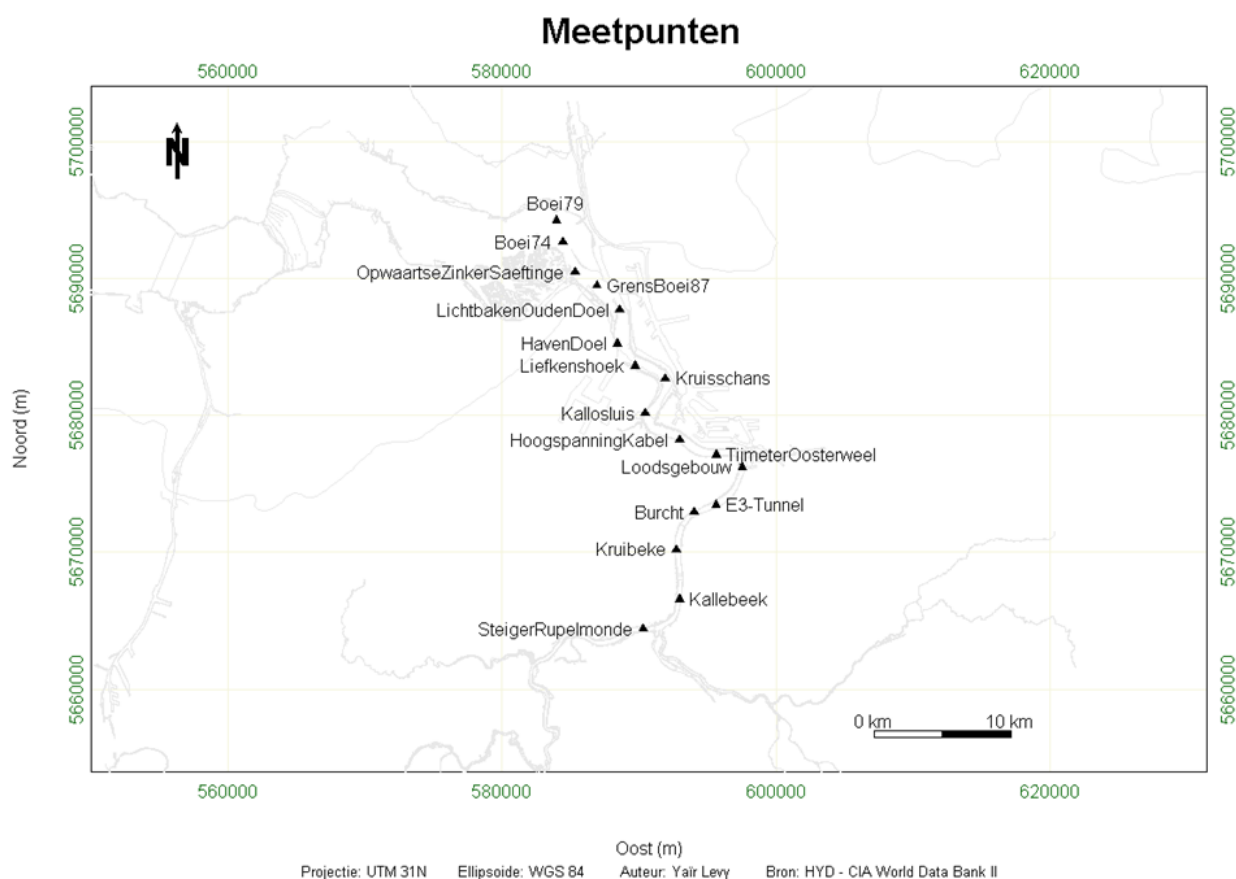 Meetpunten
560000 580000 600000 620000
5700000
5700000
N
Boei79
Boei74
OpwaartseZinkerSaeftinge
GrensBoei87
5690000
5690000
LichtbakenOudenDoel
HavenDoel
Liefkenshoek
Kruisschans
Noord (m)
5680000
5680000
Kallosluis
HoogspanningKabel
TijmeterOosterweel
Loodsgebouw
E3-Tunnel
Burcht
5670000
5670000
Kruibeke
Kallebeek
SteigerRupelmonde
5660000
5660000
0 km 10 km
560000 580000 600000 620000
Oost (m)
Projectie: UTM 31N Ellipsoide: WGS 84 Auteur: Yaïr Levy Bron: HYD - CIA World Data Bank II